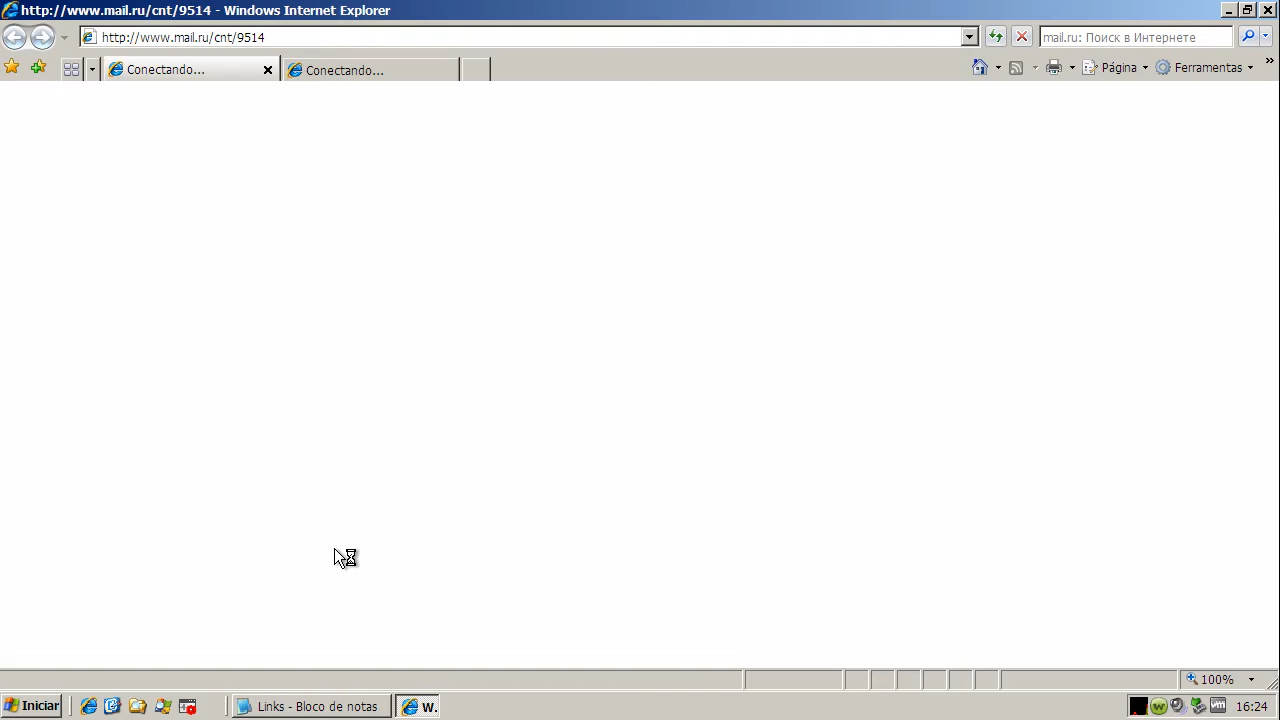 http://www.mail.ru/cnt/9514 - Windows Internet Explorer
http://www.mail.ru/cnt/9514
mail.ru: Поиск в Интернете
Conectando...
Conectando...
Página
Ferramentas
100%
Iniciar
Links - Bloco de notas
W.
16:24